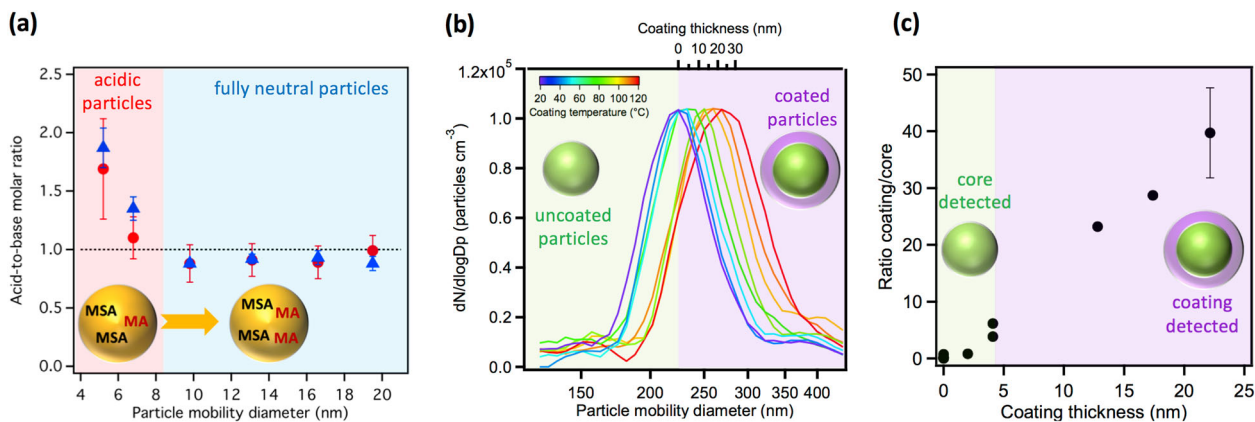 (a)
acidic
particles
fully neutral particles
Acid-to-base molar ratio
2.5
2.0
1.5
1.0
0.5
0.0
MSA
MA
MSA
MSA
MA
MSA
MA
4 6 8 10 12 14 16 18 20
Particle mobility diameter (nm)
(b)
Coating thickness (nm)
0 10 20 30
1.2x10⁵
1.0
0.8
0.6
0.4
0.2
0.0
dN/dlogDp (particles cm⁻³)
20 40 60 80 100 120
Coating temperature (°C)
coated
particles
uncoated
particles
150 200 250 300 350 400
Particle mobility diameter (nm)
(c)
Ratio coating/core
50
40
30
20
10
0
core
detected
coating
detected
0 5 10 15 20 25
Coating thickness (nm)